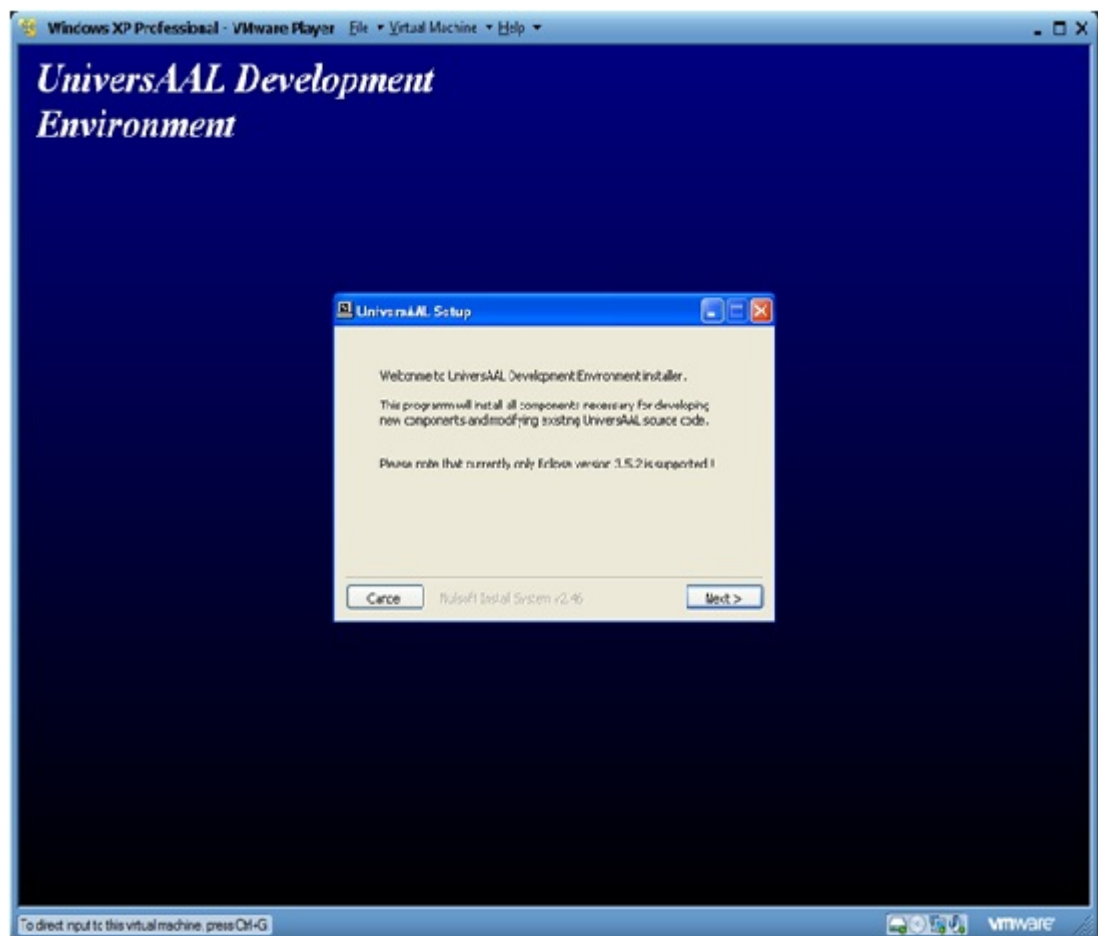 Windows XP Professional - VMware Player File Virtual Machine Help
UniversAAL Development
Environment
UniversAAL Setup
Welcome to UniversAAL Development Environment installer.
This programm will install all components necessary for developing
new components and modifying existing UniversAAL source code.
Please note that currently only Eclipse version 3.5.2 is supported !
Cancel
Nullsoft Install System v2.46
Next >
To direct input to this virtual machine, press Ctrl+G.
vmware